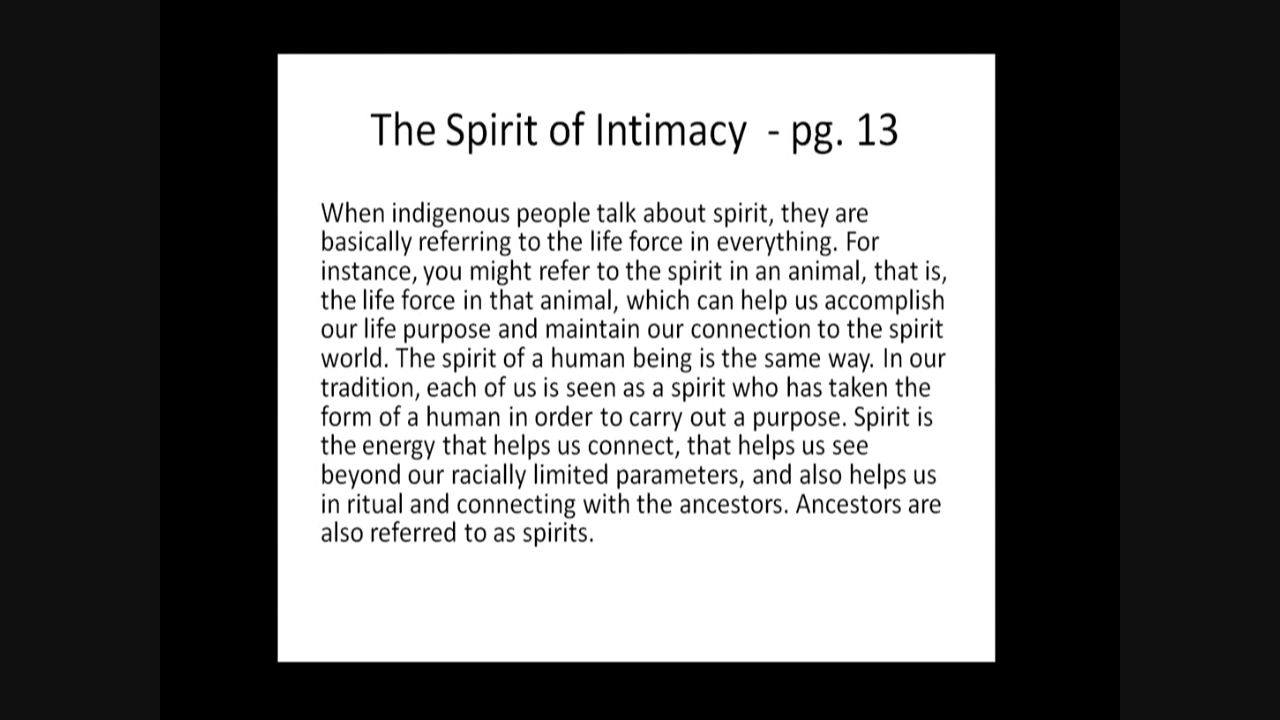 The Spirit of Intimacy - pg. 13
When indigenous people talk about spirit, they are
basically referring to the life force in everything. For
instance, you might refer to the spirit in an animal, that is,
the life force in that animal, which can help us accomplish
our life purpose and maintain our connection to the spirit
world. The spirit of a human being is the same way. In our
tradition, each of us is seen as a spirit who has taken the
form of a human in order to carry out a purpose. Spirit is
the energy that helps us connect, that helps us see
beyond our racially limited parameters, and also helps us
in ritual and connecting with the ancestors. Ancestors are
also referred to as spirits.